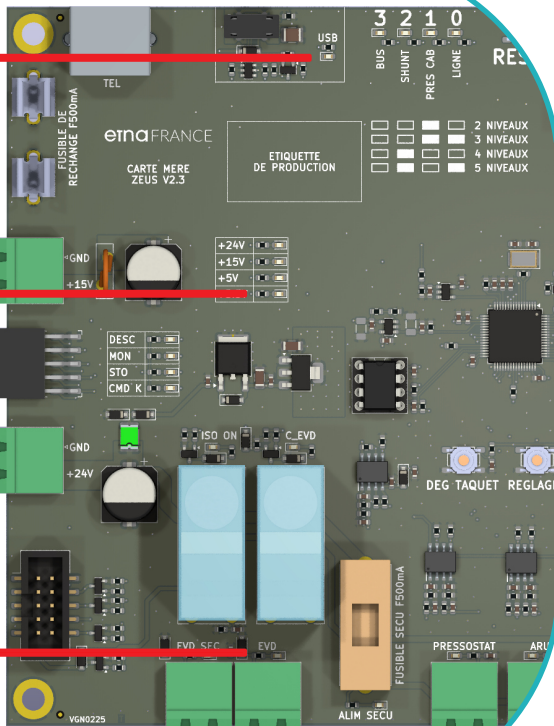 USB
3 2 1 0
BUS
SHUNT
PRES CAB
LIGNE
TEL
FUSIBLE DE
RECHANGE F500mA
etnaFRANCE
CARTE MERE
ZEUS V2.3
ETIQUETTE
DE PRODUCTION
2 NIVEAUX
3 NIVEAUX
4 NIVEAUX
5 NIVEAUX
GND
+15V
+24V
+15V
+5V
DESC
MON
STO
CMD K
GND
+24V
ISO ON
C_EVD
DEG TAQUET
REGLAGE
FUSIBLE SECU F500mA
EVD SEC
EVD
PRESSOSTAT
ALIM SECU
VGN0225